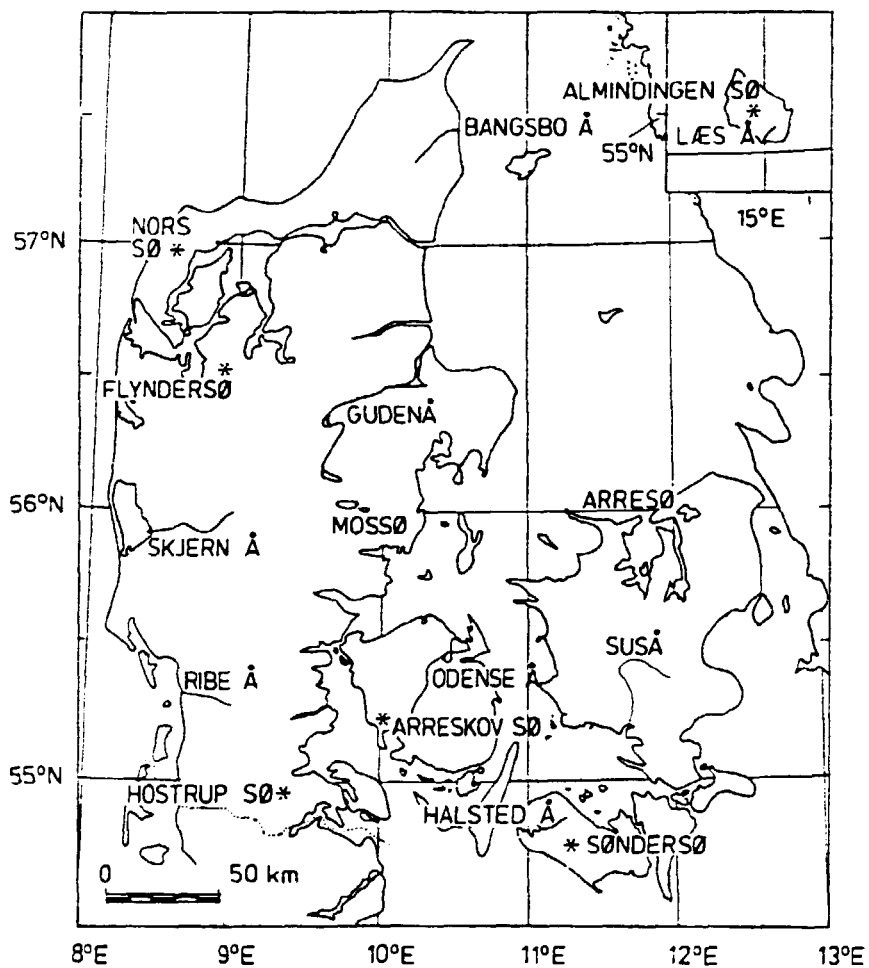 ALMINDINGEN SØ
*
BANGSBO Å
LÆS Å
55°N
15°E
NORS
SØ *
57°N
*
FLYNDERSØ
GUDENÅ
56°N
ARRESØ
MOSSØ
SKJERN Å
SUSÅ
RIBE Å
ODENSE Å
* ARRESKOV SØ
55°N
HOSTRUP SØ*
HALSTED Å
* SØNDERSØ
0 50 km
8°E 9°E 10°E 11°E 12°E 13°E